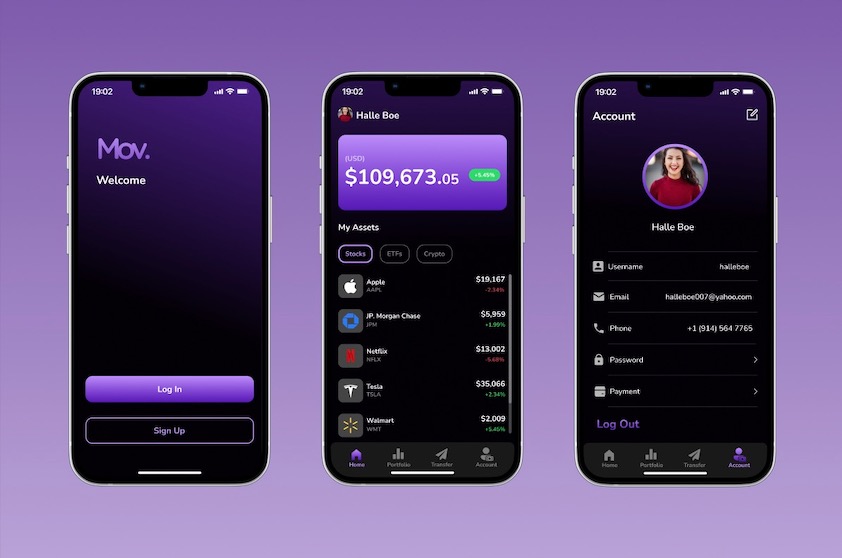 19:02
Mov.
Welcome
Log In
Sign Up
19:02
Halle Boe
(USD)
$109,673.05
+5.45%
My Assets
Stocks ETFs Crypto
Apple $19,167
AAPL -2.34%
JP. Morgan Chase $5,959
JPM +1.99%
Netflix $13,002
NFLX -5.68%
Tesla $35,066
TSLA +2.34%
Walmart $2,009
WMT +5.45%
Home Portfolio Transfer Account
19:02
Account
Halle Boe
Username halleboe
Email halleboe007@yahoo.com
Phone +1 (914) 564 7765
Password
Payment
Log Out
Home Portfolio Transfer Account